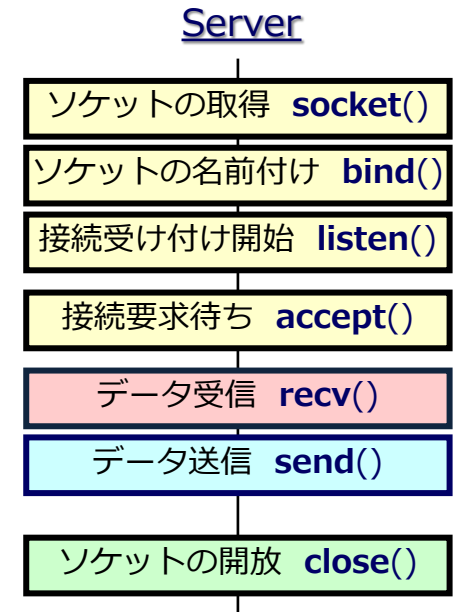 Server
ソケットの取得 socket()
ソケットの名前付け bind()
接続受け付け開始 listen()
接続要求待ち accept()
データ受信 recv()
データ送信 send()
ソケットの開放 close()